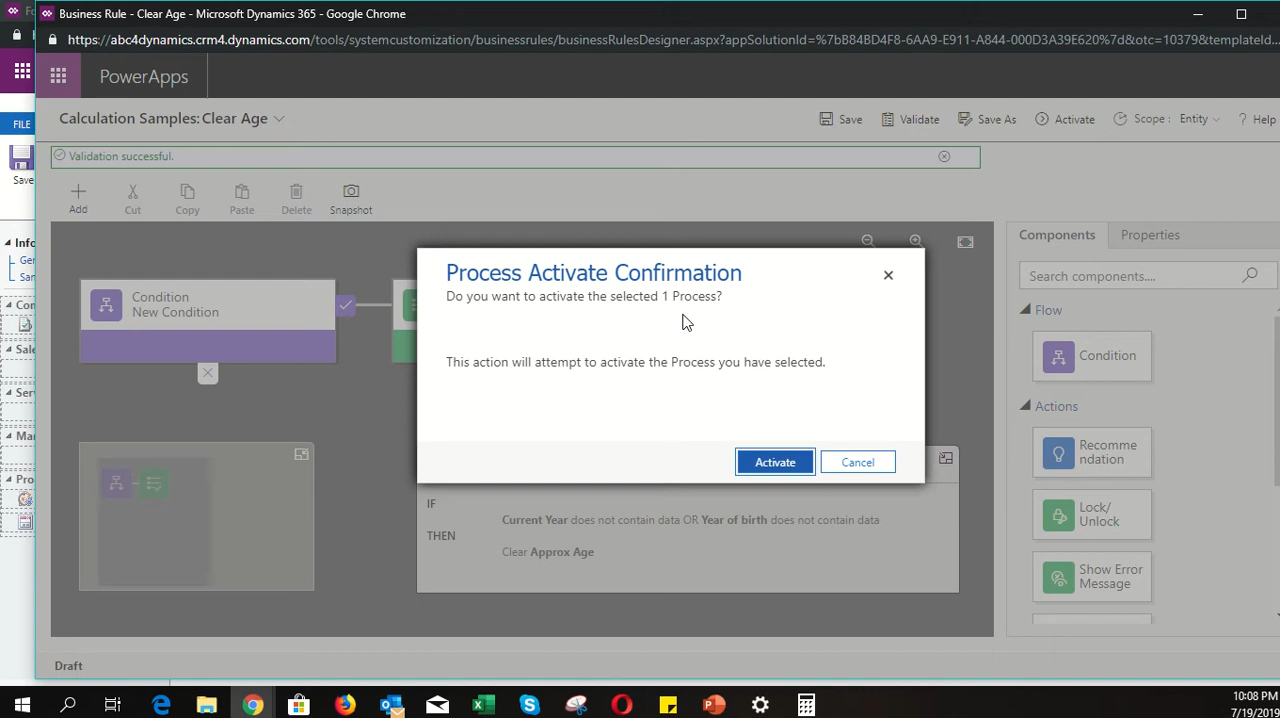 Business Rule - Clear Age - Microsoft Dynamics 365 - Google Chrome
https://abc4dynamics.crm4.dynamics.com/tools/systemcustomization/businessrules/businessRulesDesigner.aspx?appSolutionId=%7bB84BD4F8-6AA9-E911-A844-000D3A39E620%7d&otc=10379&templateId...
PowerApps
FILE
Calculation Samples: Clear Age
Save
Validate
Save As
Activate
Scope : Entity
? Help
Validation successful.
Save
Add
Cut
Copy
Paste
Delete
Snapshot
Components
Properties
Info
Search components...
Flow
Condition
New Condition
Condition
Process Activate Confirmation
Do you want to activate the selected 1 Process?
This action will attempt to activate the Process you have selected.
Activate
Cancel
Actions
Recomme
ndation
Lock/
Unlock
Show Error
Message
IF
Current Year does not contain data OR Year of birth does not contain data
THEN
Clear Approx Age
Draft
10:08 PM
7/19/2019